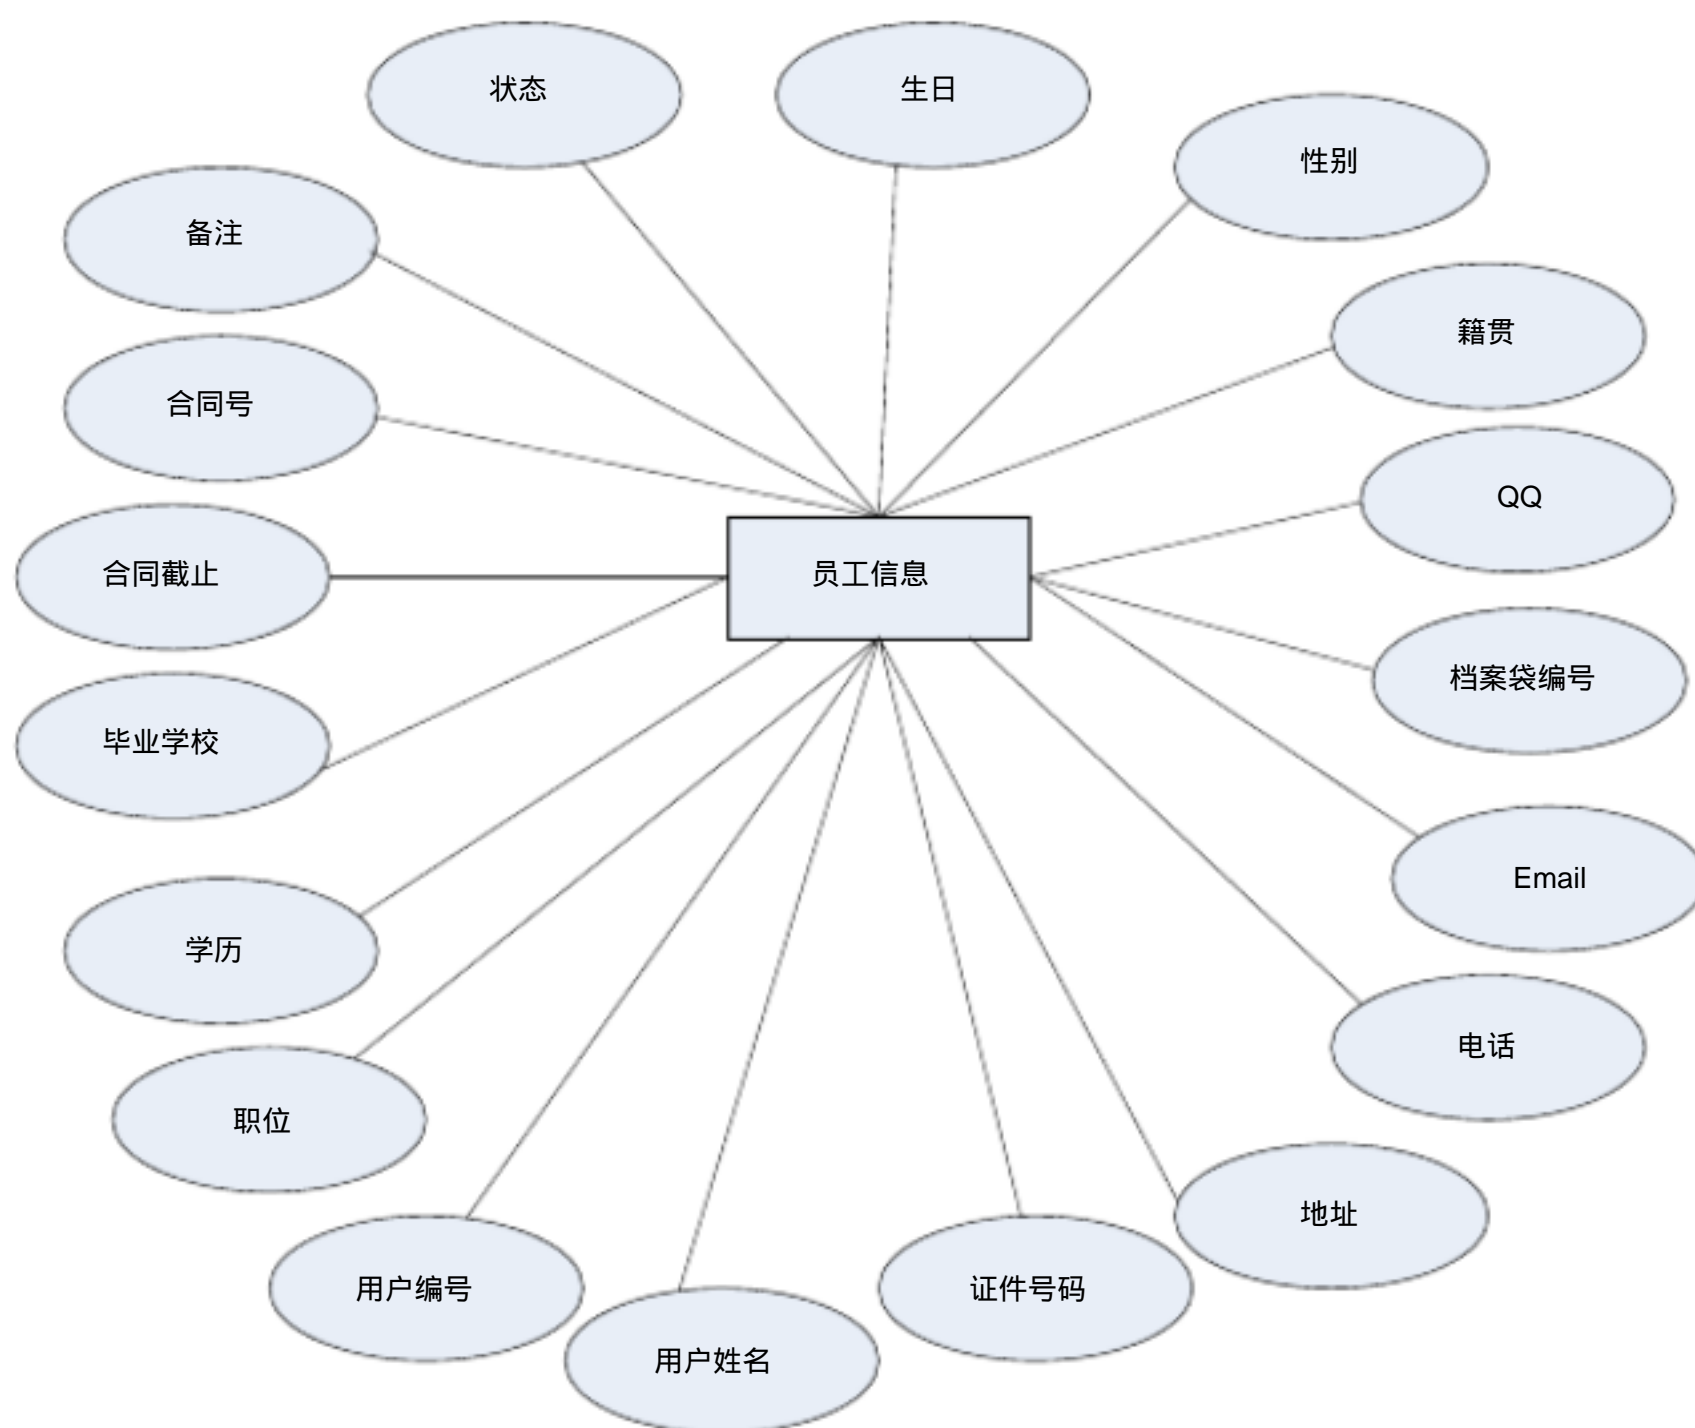 状态
生日
性别
备注
籍贯
合同号
QQ
合同截止
员工信息
档案袋编号
毕业学校
Email
学历
电话
职位
地址
用户编号
证件号码
用户姓名